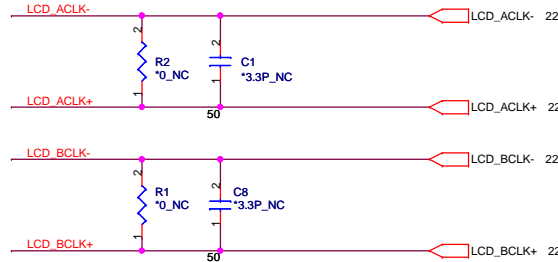 LCD_ACLK- LCD_ACLK- 22
2 2
R2 C1
*0_NC *3.3P_NC
1 1
LCD_ACLK+ 50 LCD_ACLK+ 22
LCD_BCLK- LCD_BCLK- 22
2 2
R1 C8
*0_NC *3.3P_NC
1 1
LCD_BCLK+ 50 LCD_BCLK+ 22